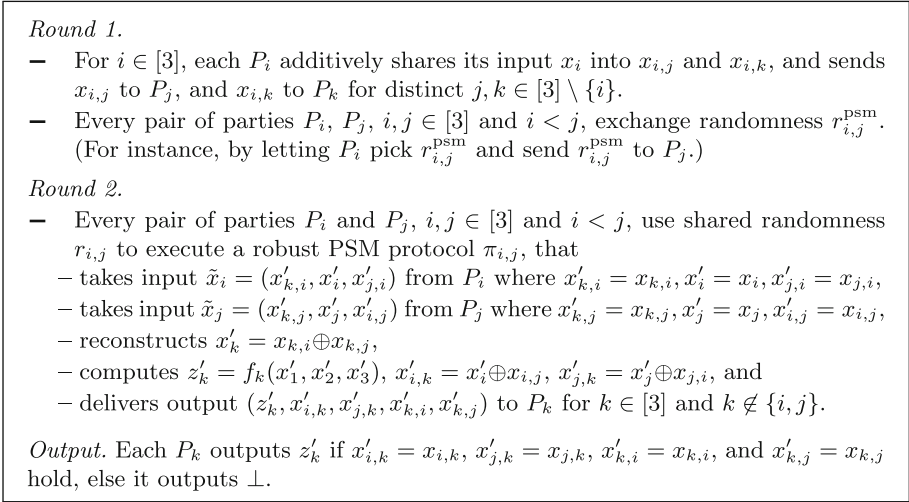 Round 1.
– For i ∈ [3], each P_i additively shares its input x_i into x_{i,j} and x_{i,k}, and sends
x_{i,j} to P_j, and x_{i,k} to P_k for distinct j, k ∈ [3] \ {i}.
– Every pair of parties P_i, P_j, i, j ∈ [3] and i < j, exchange randomness r_{i,j}^{psm}.
(For instance, by letting P_i pick r_{i,j}^{psm} and send r_{i,j}^{psm} to P_j.)
Round 2.
– Every pair of parties P_i and P_j, i, j ∈ [3] and i < j, use shared randomness
r_{i,j} to execute a robust PSM protocol π_{i,j}, that
– takes input x̃_i = (x'_{k,i}, x'_i, x'_{j,i}) from P_i where x'_{k,i} = x_{k,i}, x'_i = x_i, x'_{j,i} = x_{j,i},
– takes input x̃_j = (x'_{k,j}, x'_j, x'_{i,j}) from P_j where x'_{k,j} = x_{k,j}, x'_j = x_j, x'_{i,j} = x_{i,j},
– reconstructs x'_k = x_{k,i}⊕x_{k,j},
– computes z'_k = f_k(x'_1, x'_2, x'_3), x'_{i,k} = x'_i⊕x_{i,j}, x'_{j,k} = x'_j⊕x_{j,i}, and
– delivers output (z'_k, x'_{i,k}, x'_{j,k}, x'_{k,i}, x'_{k,j}) to P_k for k ∈ [3] and k ∉ {i, j}.
Output. Each P_k outputs z'_k if x'_{i,k} = x_{i,k}, x'_{j,k} = x_{j,k}, x'_{k,i} = x_{k,i}, and x'_{k,j} = x_{k,j}
hold, else it outputs ⊥.